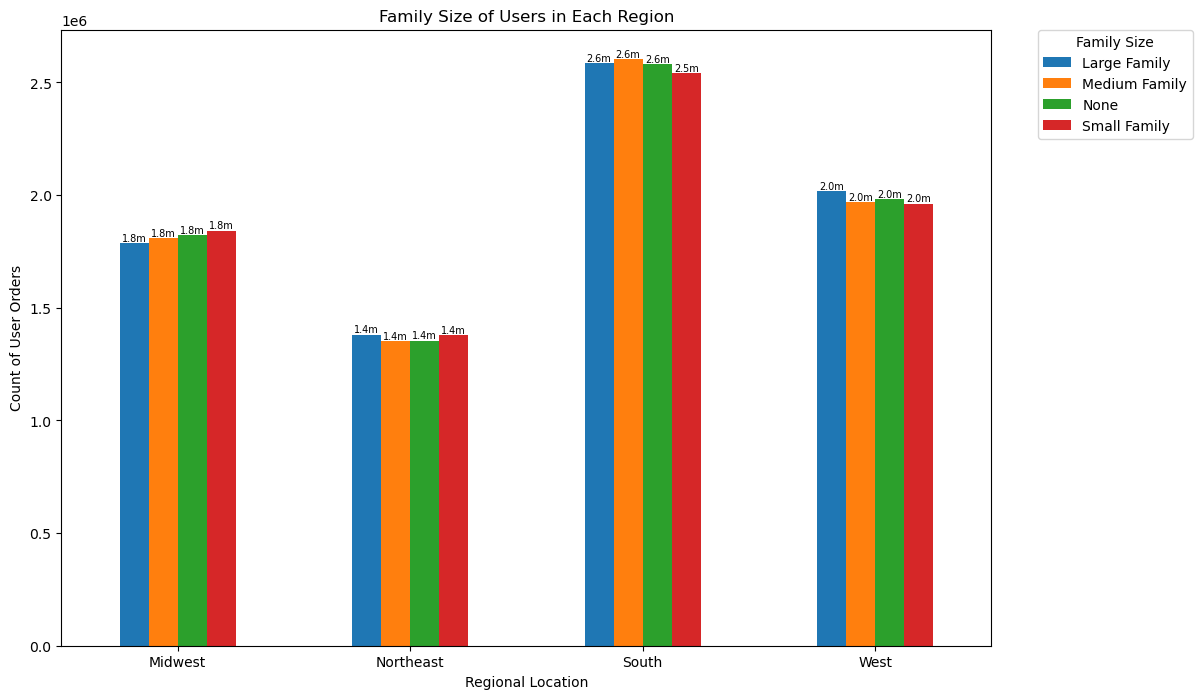 Family Size of Users in Each Region
1e6
Family Size
Large Family
Medium Family
None
Small Family
Count of User Orders
2.5
2.0
1.5
1.0
0.5
0.0
1.8m 1.8m 1.8m 1.8m
1.4m 1.4m 1.4m 1.4m
2.6m 2.6m 2.6m 2.5m
2.0m 2.0m 2.0m 2.0m
Midwest Northeast South West
Regional Location